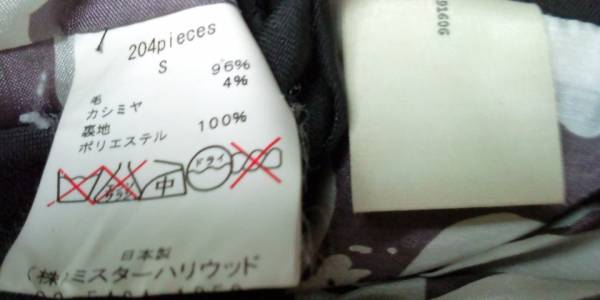 204pieces
S
毛 96%
カシミヤ 4%
裏地
ポリエステル 100%
中
ドライ
日本製
(株)ミスターハリウッド
91606